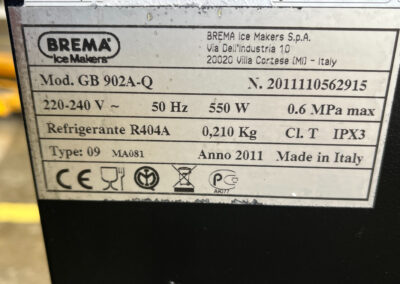 BREMA
Ice Makers
BREMA Ice Makers S.p.A.
Via Dell'Industria 10
20020 Villa Cortese (MI) - Italy
Mod. GB 902A-Q N. 2011110562915
220-240 V ~ 50 Hz 550 W 0.6 MPa max
Refrigerante R404A 0,210 Kg Cl. T IPX3
Type: 09 MA081 Anno 2011 Made in Italy
CE